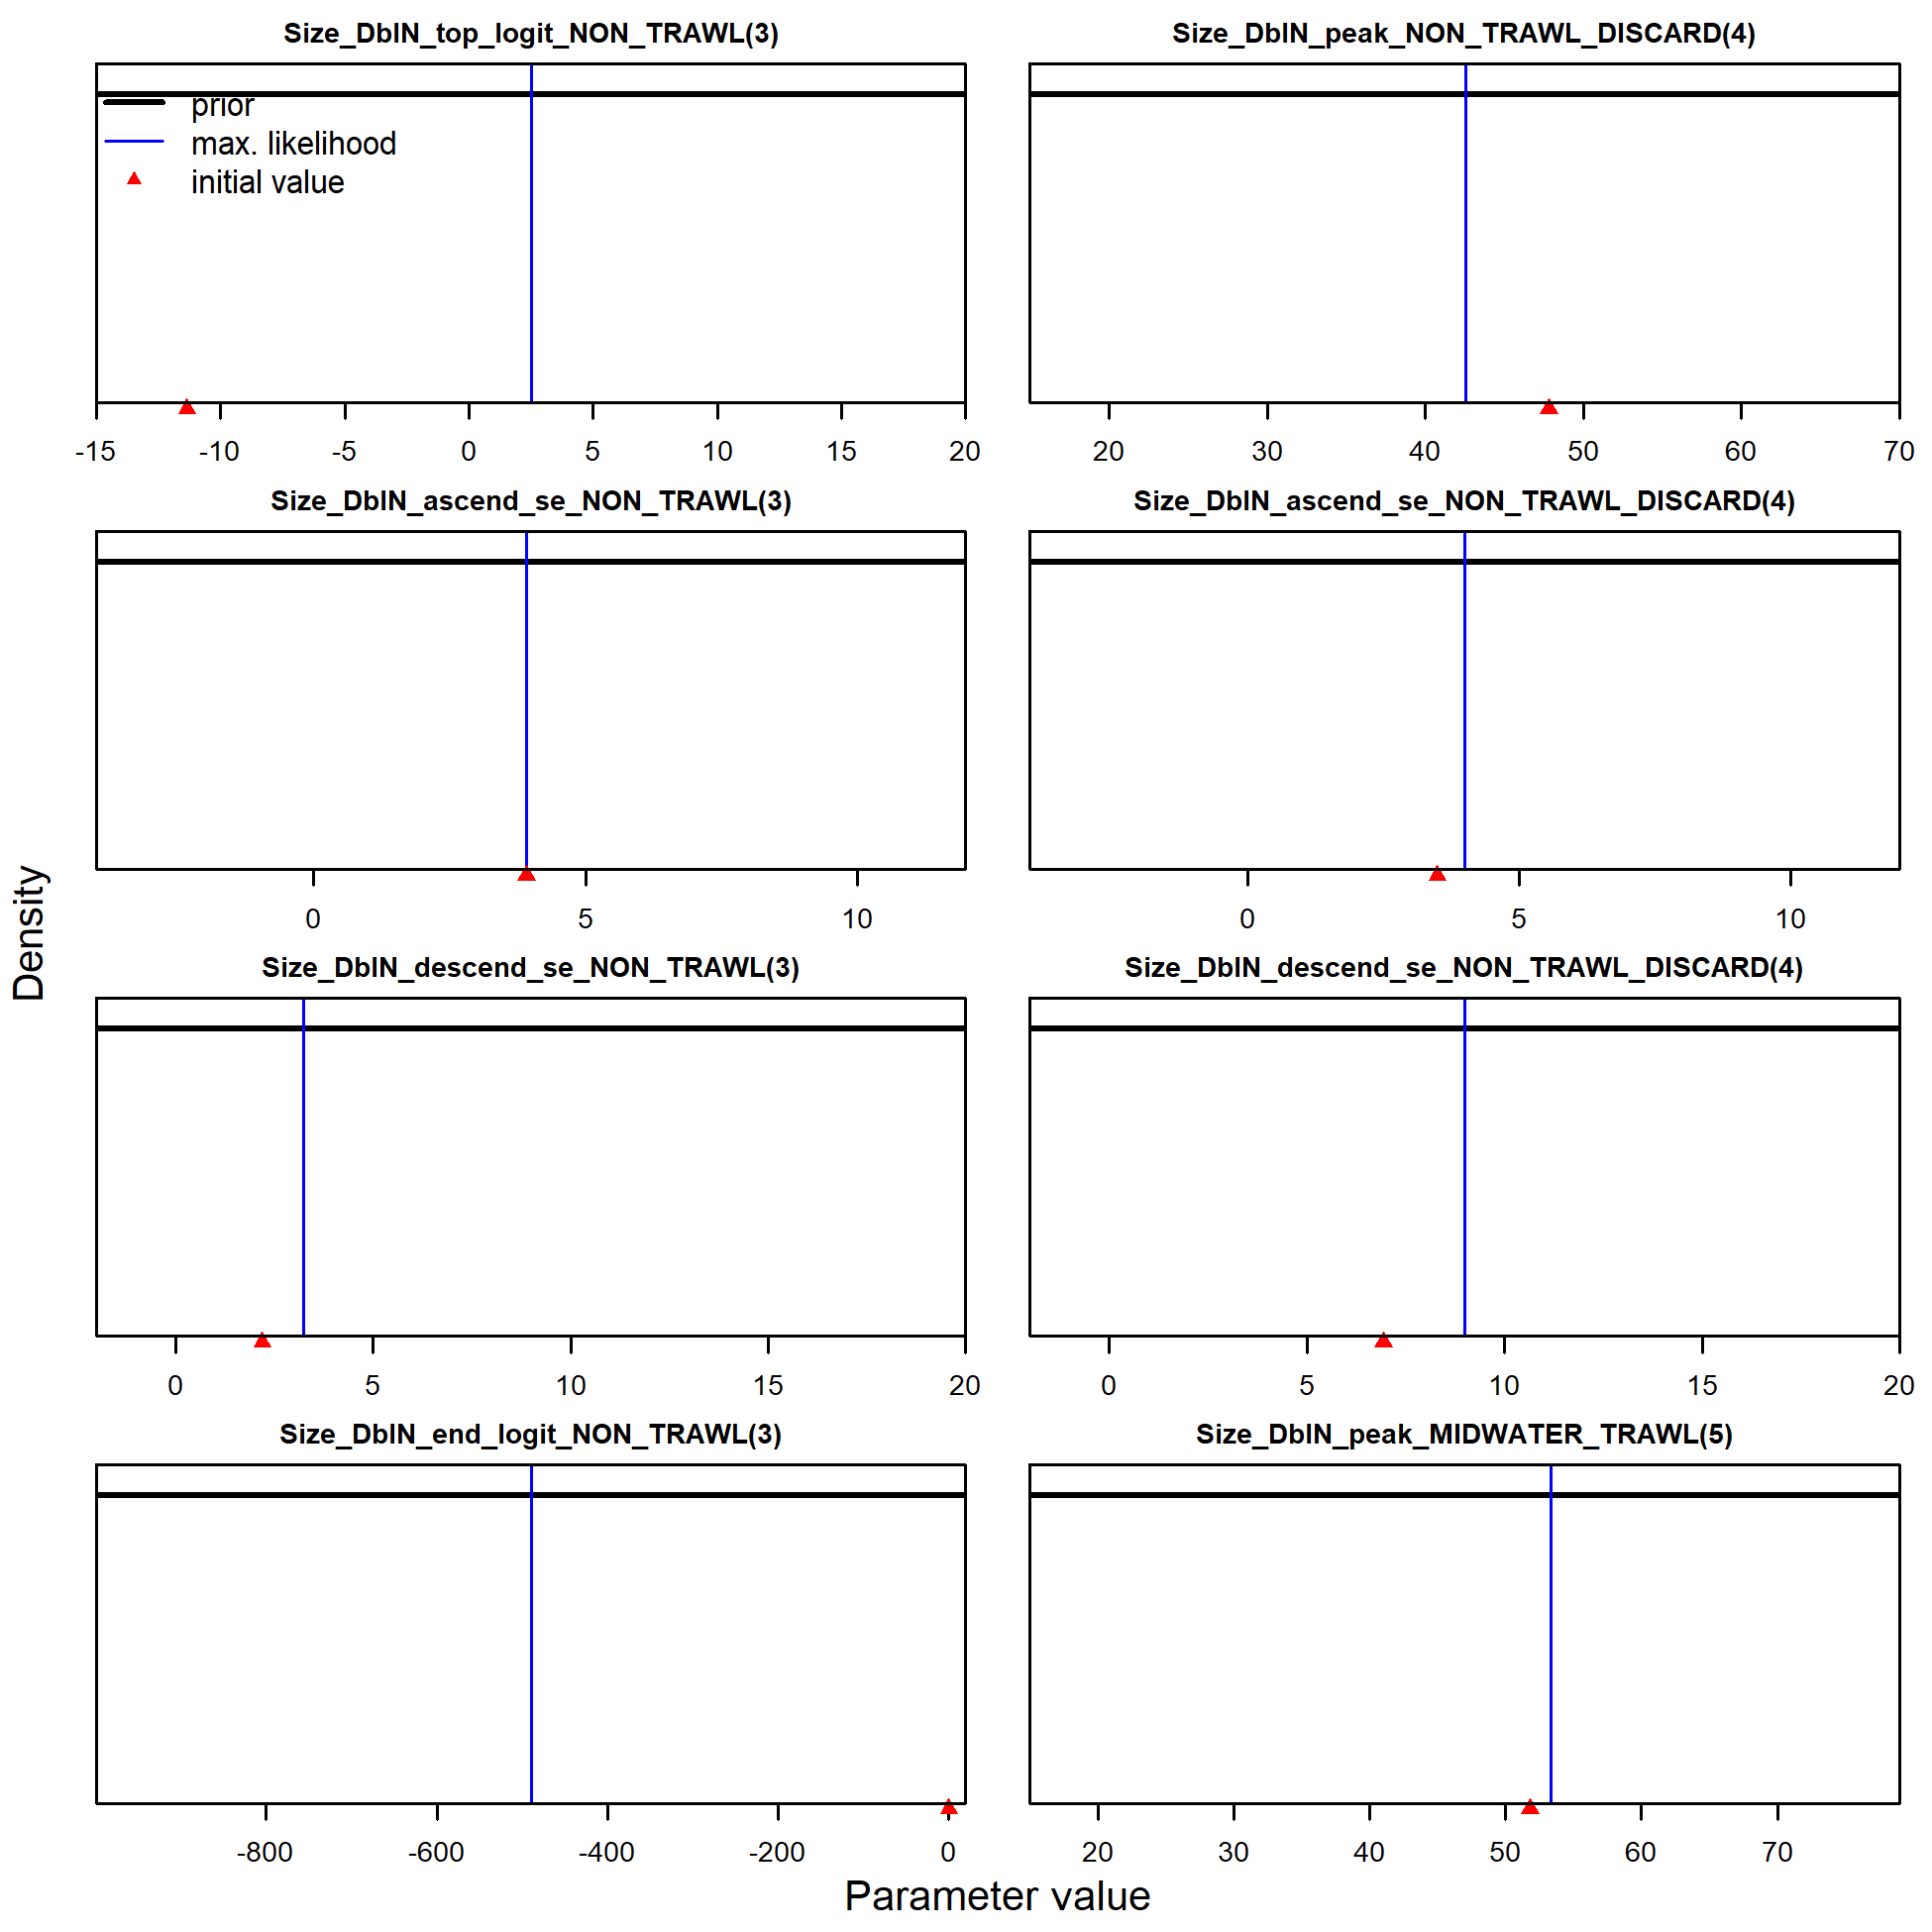 Size_DblN_top_logit_NON_TRAWL(3)
prior
max. likelihood
initial value
-15 -10 -5 0 5 10 15 20
Size_DblN_peak_NON_TRAWL_DISCARD(4)
20 30 40 50 60 70
Size_DblN_ascend_se_NON_TRAWL(3)
0 5 10
Size_DblN_ascend_se_NON_TRAWL_DISCARD(4)
0 5 10
Size_DblN_descend_se_NON_TRAWL(3)
0 5 10 15 20
Size_DblN_descend_se_NON_TRAWL_DISCARD(4)
0 5 10 15 20
Size_DblN_end_logit_NON_TRAWL(3)
-800 -600 -400 -200 0
Size_DblN_peak_MIDWATER_TRAWL(5)
20 30 40 50 60 70
Density
Parameter value